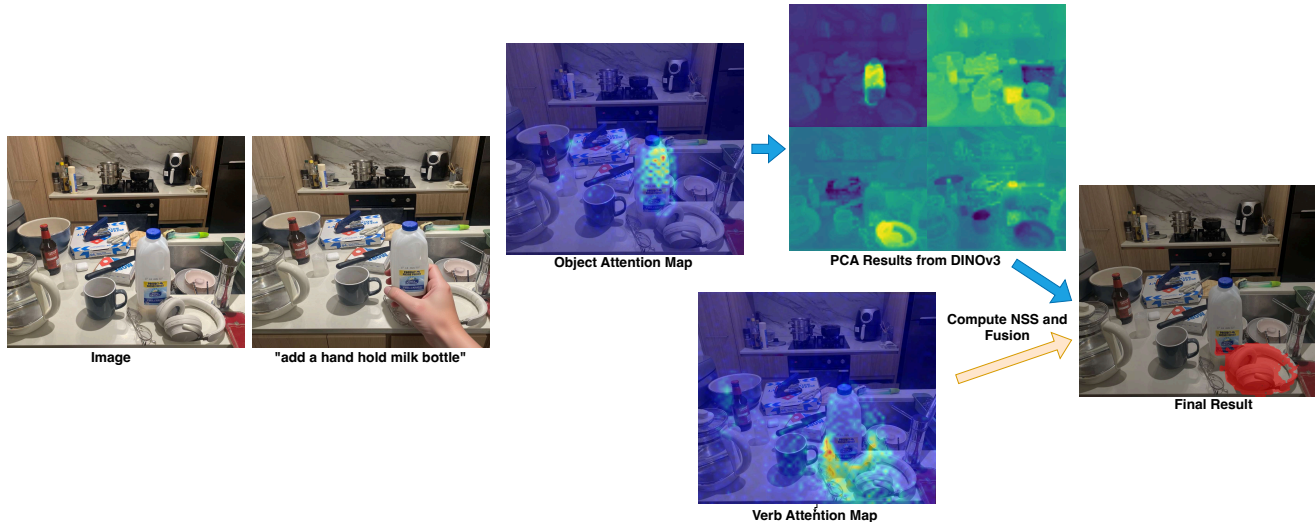 Image
"add a hand hold milk bottle"
Object Attention Map
PCA Results from DINOv3
Compute NSS and
Fusion
Verb Attention Map
Final Result